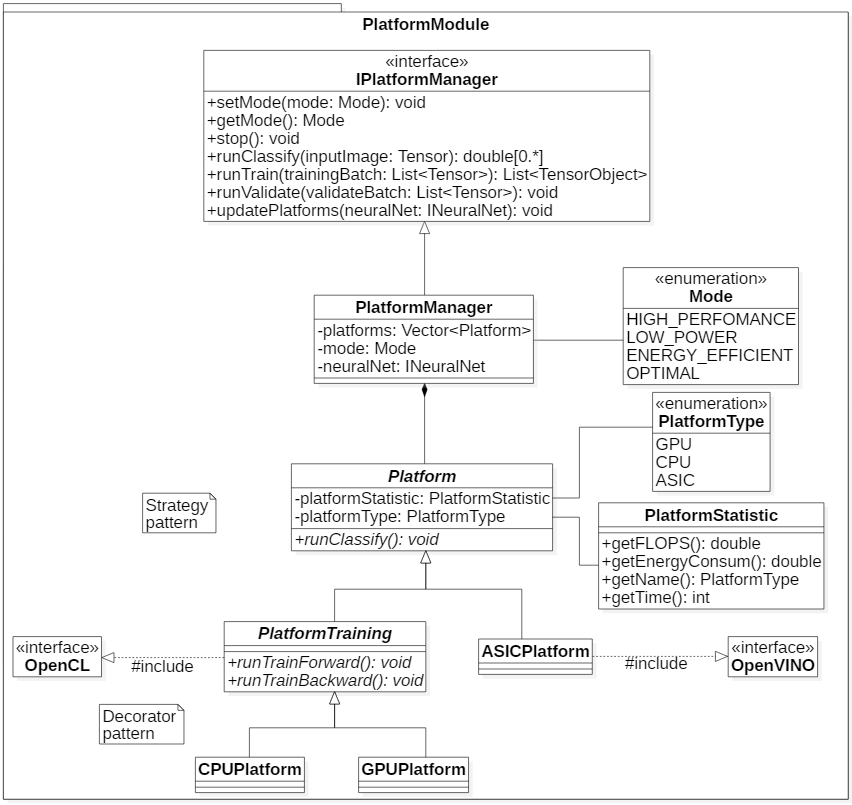 PlatformModule
«interface»
IPlatformManager
+setMode(mode: Mode): void
+getMode(): Mode
+stop(): void
+runClassify(inputImage: Tensor): double[0.*]
+runTrain(trainingBatch: List<Tensor>): List<TensorObject>
+runValidate(validateBatch: List<Tensor>): void
+updatePlatforms(neuralNet: INeuralNet): void
PlatformManager
-platforms: Vector<Platform>
-mode: Mode
-neuralNet: INeuralNet
«enumeration»
Mode
HIGH_PERFOMANCE
LOW_POWER
ENERGY_EFFICIENT
OPTIMAL
«enumeration»
PlatformType
GPU
CPU
ASIC
Platform
-platformStatistic: PlatformStatistic
-platformType: PlatformType
+runClassify(): void
Strategy
pattern
PlatformStatistic
+getFLOPS(): double
+getEnergyConsum(): double
+getName(): PlatformType
+getTime(): int
«interface»
OpenCL
#include
PlatformTraining
+runTrainForward(): void
+runTrainBackward(): void
ASICPlatform
#include
«interface»
OpenVINO
Decorator
pattern
CPUPlatform
GPUPlatform